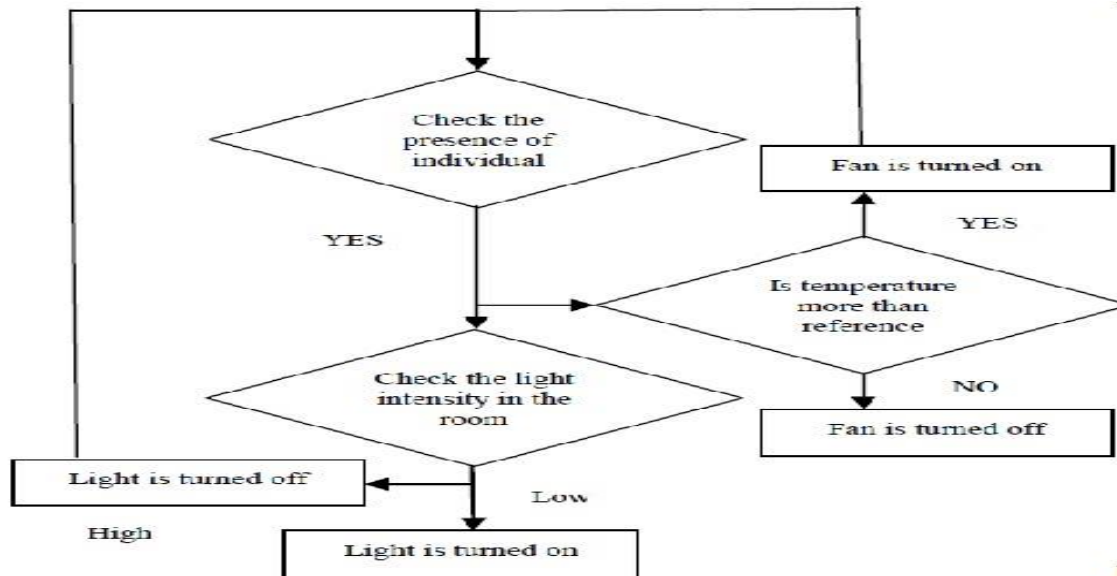 Check the
presence of
individual
Fan is turned on
YES
YES
Is temperature
more than
reference
Check the light
intensity in the
room
NO
Fan is turned off
Light is turned off
Low
High
Light is turned on